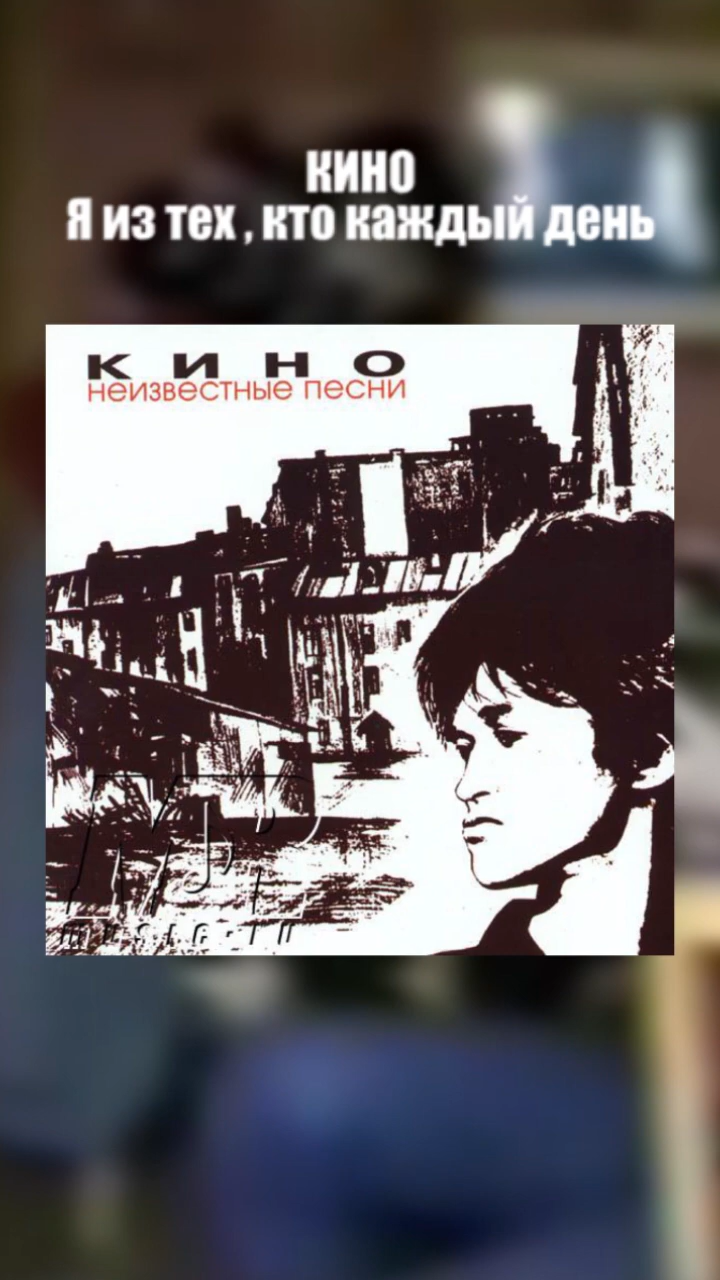 КИНО
Я из тех , кто каждый день
КИНО
неизвестные песни